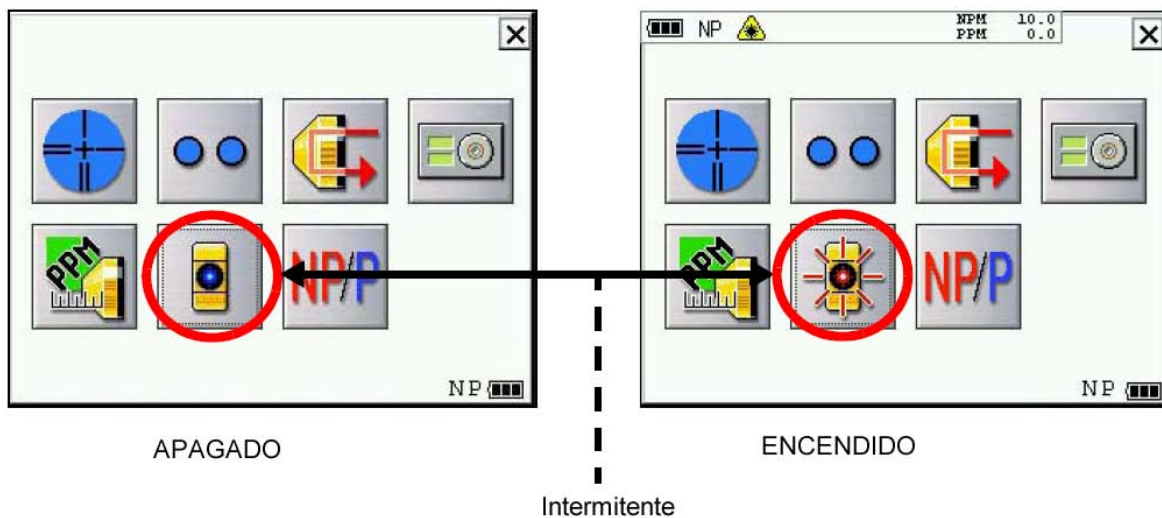 NP
NPM 10.0
PPM 0.0
PPM
NP/P
NP
PPM
NP/P
NP
APAGADO
ENCENDIDO
Intermitente